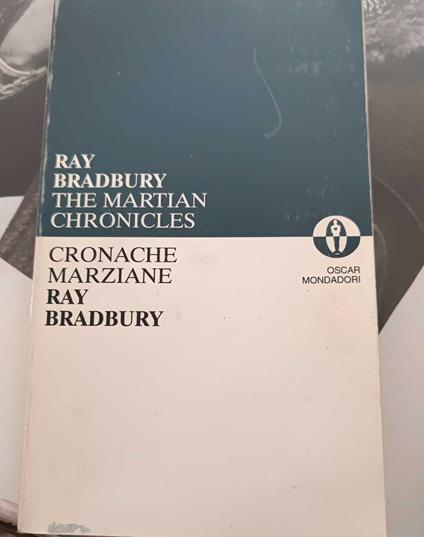 RAY
BRADBURY
THE MARTIAN
CHRONICLES
CRONACHE
MARZIANE
RAY
BRADBURY
OSCAR
MONDADORI